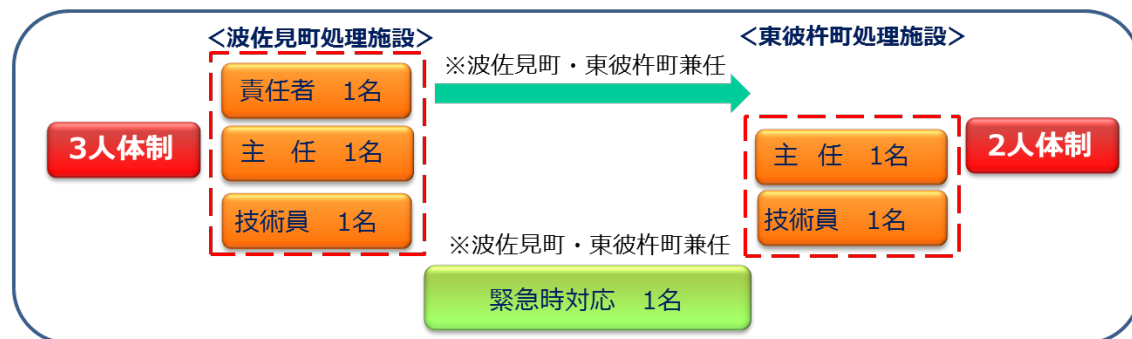 <波佐見町処理施設>
<東彼杵町処理施設>
※波佐見町・東彼杵町兼任
責任者 1名
3人体制
主 任 1名
技術員 1名
主 任 1名
技術員 1名
2人体制
※波佐見町・東彼杵町兼任
緊急時対応 1名